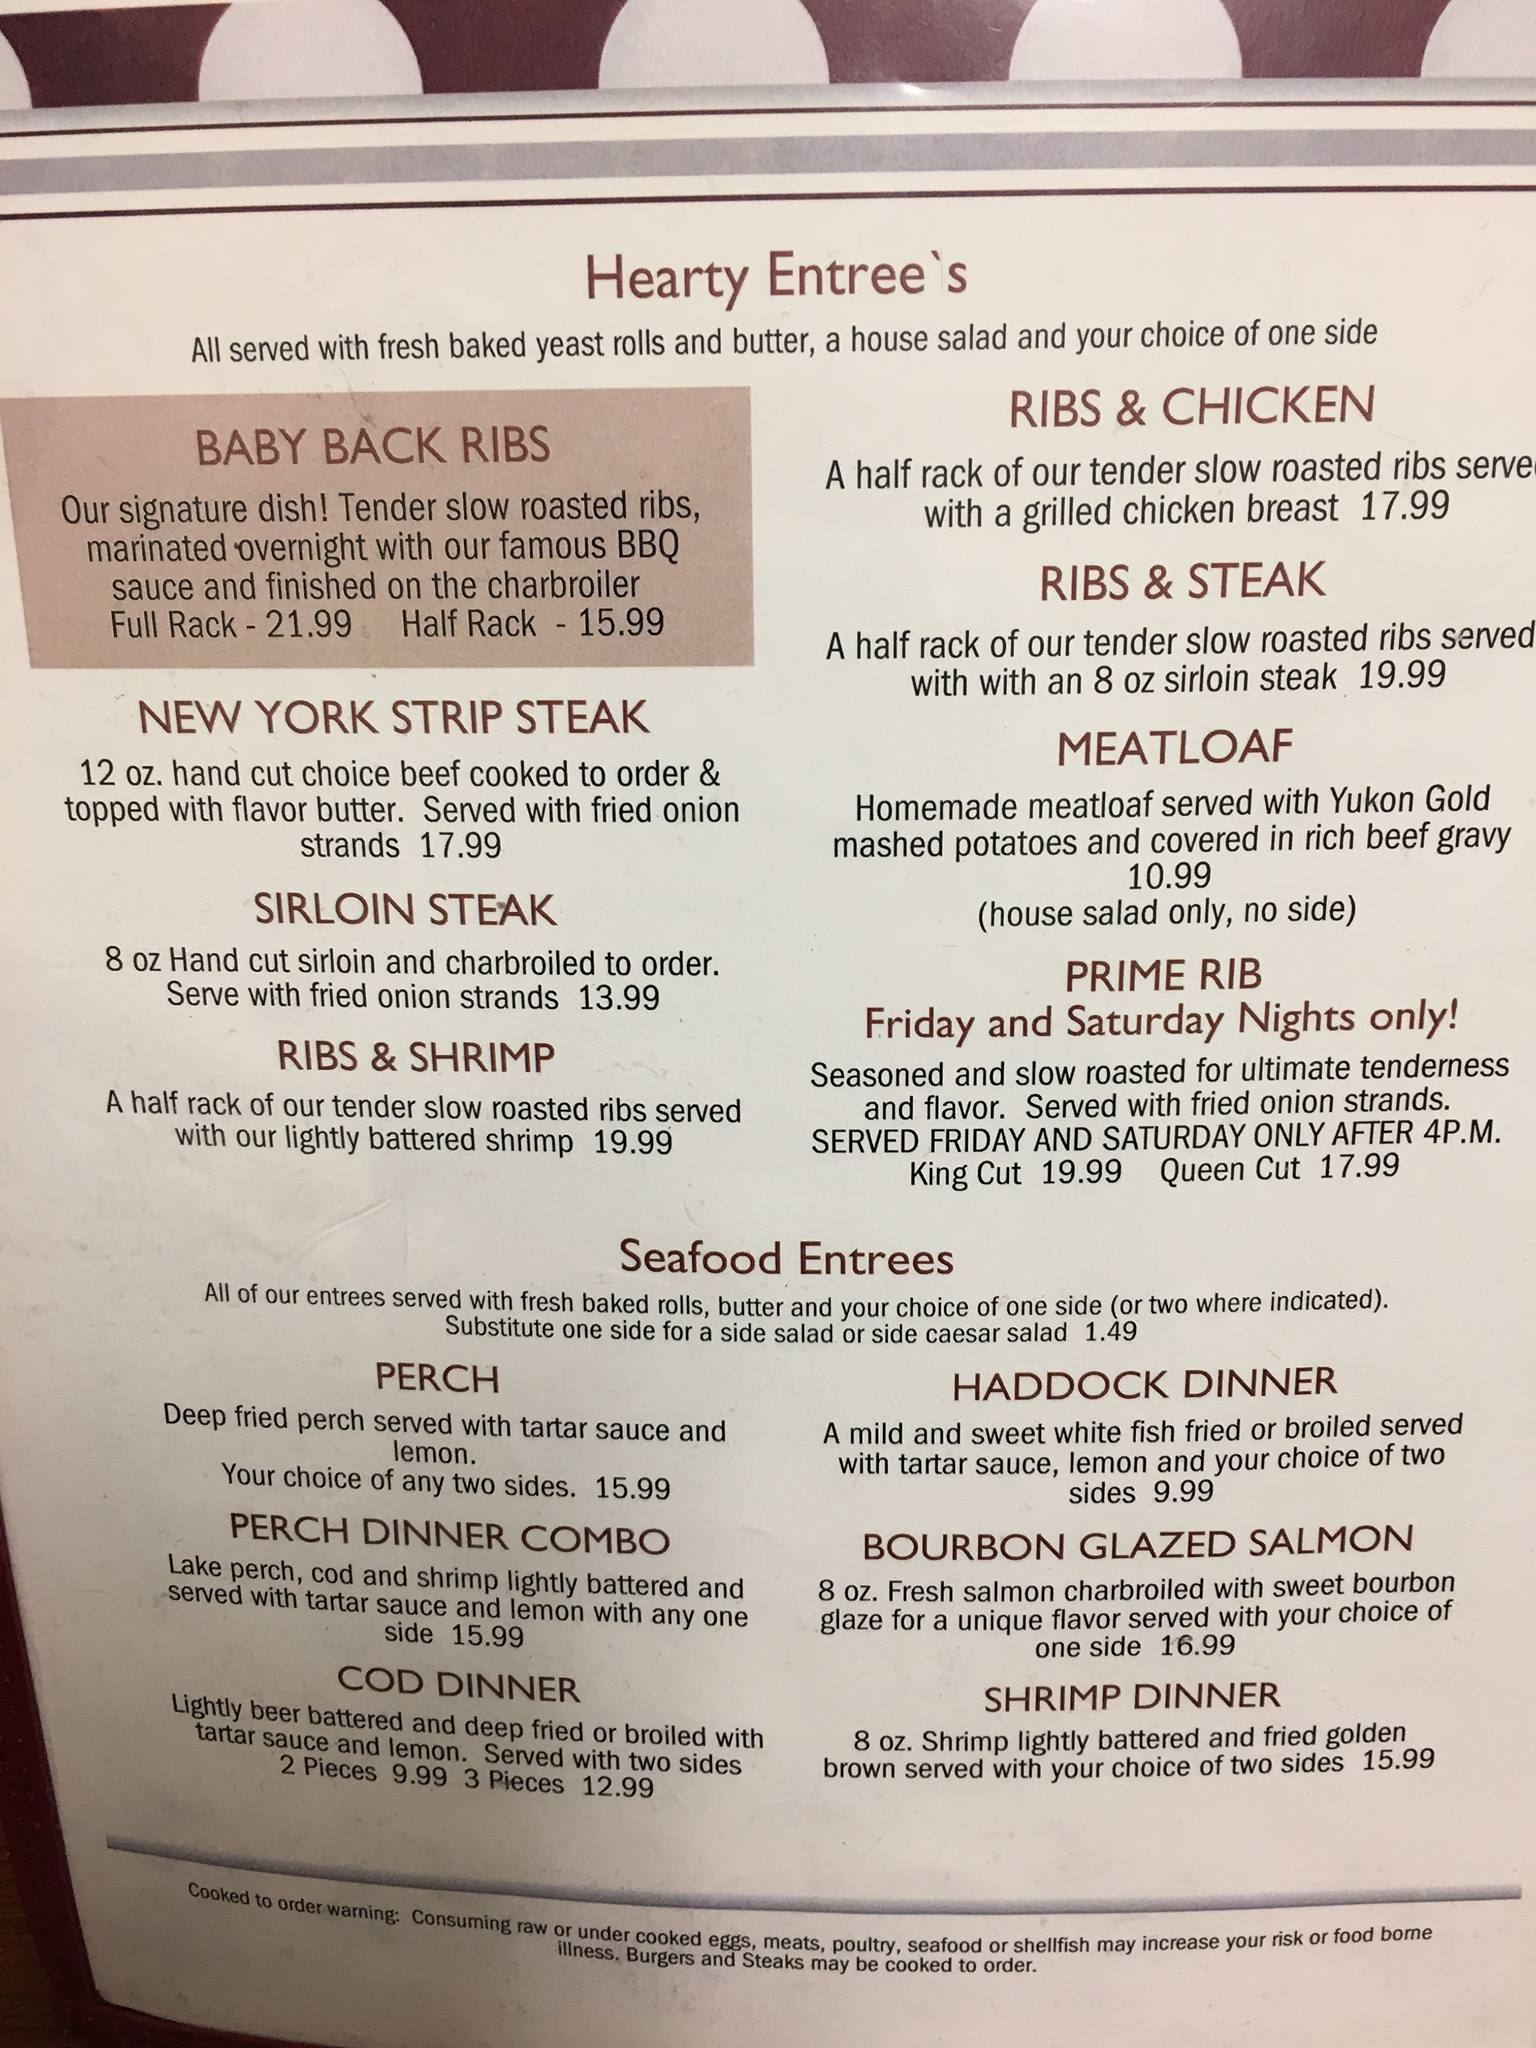 Hearty Entree`s
All served with fresh baked yeast rolls and butter, a house salad and your choice of one side
BABY BACK RIBS
Our signature dish! Tender slow roasted ribs,
marinated overnight with our famous BBQ
sauce and finished on the charbroiler
Full Rack - 21.99 Half Rack - 15.99
NEW YORK STRIP STEAK
12 oz. hand cut choice beef cooked to order &
topped with flavor butter. Served with fried onion
strands 17.99
SIRLOIN STEAK
8 oz Hand cut sirloin and charbroiled to order.
Serve with fried onion strands 13.99
RIBS & SHRIMP
A half rack of our tender slow roasted ribs served
with our lightly battered shrimp 19.99
RIBS & CHICKEN
A half rack of our tender slow roasted ribs serve
with a grilled chicken breast 17.99
RIBS & STEAK
A half rack of our tender slow roasted ribs served
with with an 8 oz sirloin steak 19.99
MEATLOAF
Homemade meatloaf served with Yukon Gold
mashed potatoes and covered in rich beef gravy
10.99
(house salad only, no side)
PRIME RIB
Friday and Saturday Nights only!
Seasoned and slow roasted for ultimate tenderness
and flavor. Served with fried onion strands.
SERVED FRIDAY AND SATURDAY ONLY AFTER 4P.M.
King Cut 19.99 Queen Cut 17.99
Seafood Entrees
All of our entrees served with fresh baked rolls, butter and your choice of one side (or two where indicated).
Substitute one side for a side salad or side caesar salad 1.49
PERCH
Deep fried perch served with tartar sauce and
lemon.
Your choice of any two sides. 15.99
PERCH DINNER COMBO
Lake perch, cod and shrimp lightly battered and
served with tartar sauce and lemon with any one
side 15.99
COD DINNER
Lightly beer battered and deep fried or broiled with
tartar sauce and lemon. Served with two sides
2 Pieces 9.99 3 Pieces 12.99
HADDOCK DINNER
A mild and sweet white fish fried or broiled served
with tartar sauce, lemon and your choice of two
sides 9.99
BOURBON GLAZED SALMON
8 oz. Fresh salmon charbroiled with sweet bourbon
glaze for a unique flavor served with your choice of
one side 16.99
SHRIMP DINNER
8 oz. Shrimp lightly battered and fried golden
brown served with your choice of two sides 15.99
Cooked to order warning: Consuming raw or under cooked eggs, meats, poultry, seafood or shellfish may increase your risk or food borne
illness. Burgers and Steaks may be cooked to order.